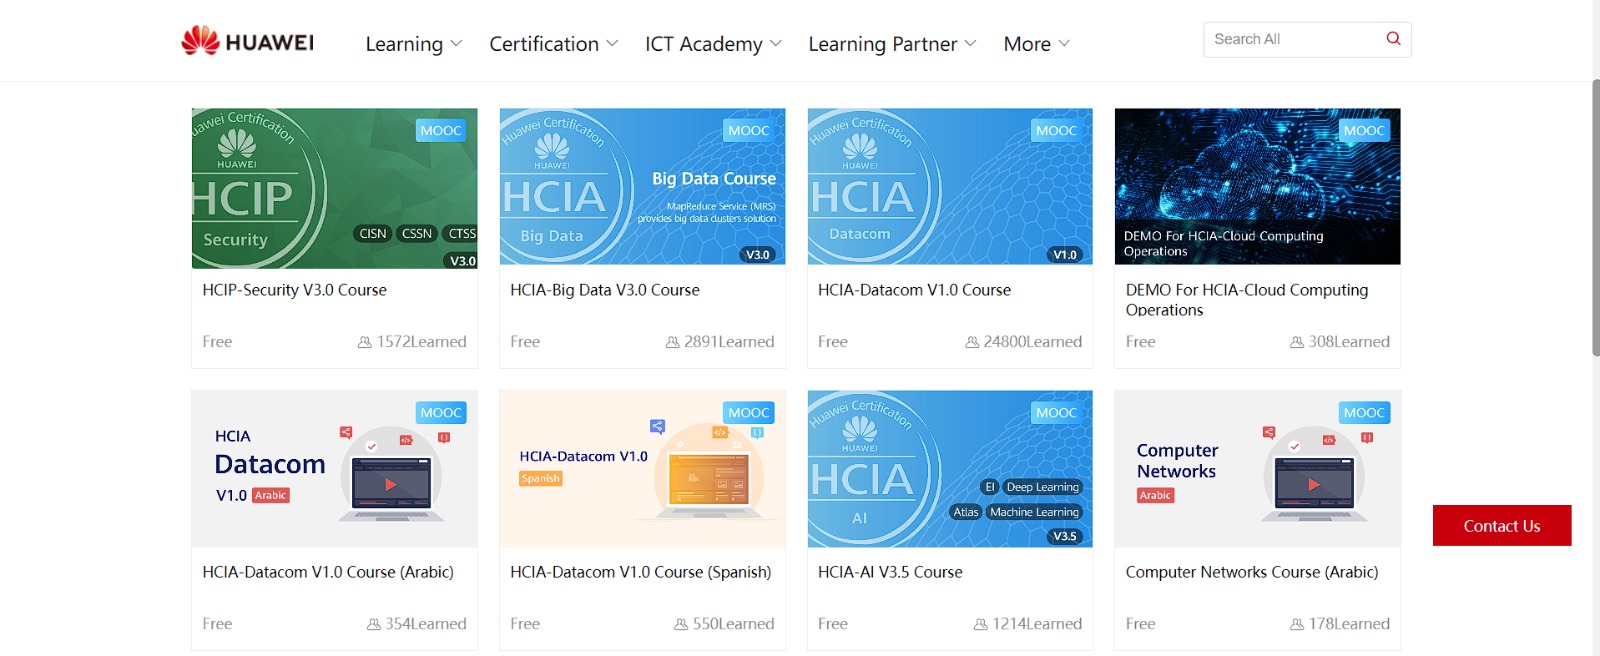 HUAWEI
Learning
Certification
ICT Academy
Learning Partner
More
Search All
Huawei Certification
HUAWEI
HCIP
Security
MOOC
CISN CSSN CTSS
V3.0
HCIP-Security V3.0 Course
Free 1572Learned
Huawei Certification
HUAWEI
HCIA
Big Data
MOOC
Big Data Course
MapReduce Service (MRS)
provides big data clusters solution
V3.0
HCIA-Big Data V3.0 Course
Free 2891Learned
Huawei Certification
HUAWEI
HCIA
Datacom
MOOC
V1.0
HCIA-Datacom V1.0 Course
Free 24800Learned
MOOC
DEMO For HCIA-Cloud Computing
Operations
DEMO For HCIA-Cloud Computing
Operations
Free 308Learned
MOOC
HCIA
Datacom
V1.0 Arabic
HCIA-Datacom V1.0 Course (Arabic)
Free 354Learned
MOOC
HCIA-Datacom V1.0
Spanish
HCIA-Datacom V1.0 Course (Spanish)
Free 550Learned
Huawei Certification
HUAWEI
HCIA
AI
MOOC
EI Deep Learning
Atlas Machine Learning
V3.5
HCIA-AI V3.5 Course
Free 1214Learned
MOOC
Computer
Networks
Arabic
Computer Networks Course (Arabic)
Free 178Learned
Contact Us